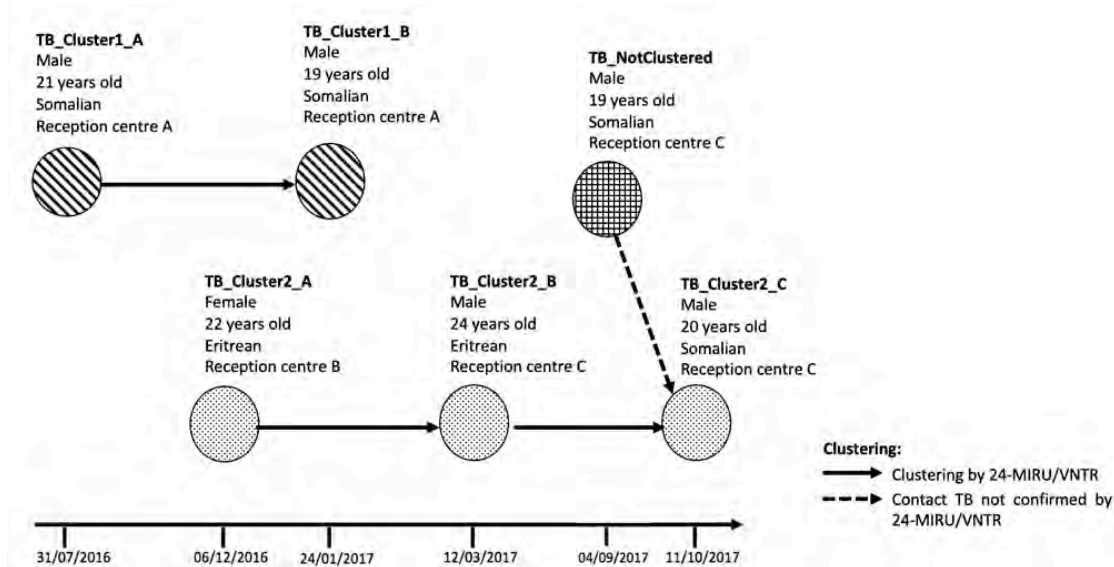 TB_Cluster1_A
Male
21 years old
Somalian
Reception centre A
TB_Cluster1_B
Male
19 years old
Somalian
Reception centre A
TB_NotClustered
Male
19 years old
Somalian
Reception centre C
TB_Cluster2_A
Female
22 years old
Eritrean
Reception centre B
TB_Cluster2_B
Male
24 years old
Eritrean
Reception centre C
TB_Cluster2_C
Male
20 years old
Somalian
Reception centre C
Clustering:
Clustering by 24-MIRU/VNTR
Contact TB not confirmed by
24-MIRU/VNTR
31/07/2016
06/12/2016
24/01/2017
12/03/2017
04/09/2017
11/10/2017